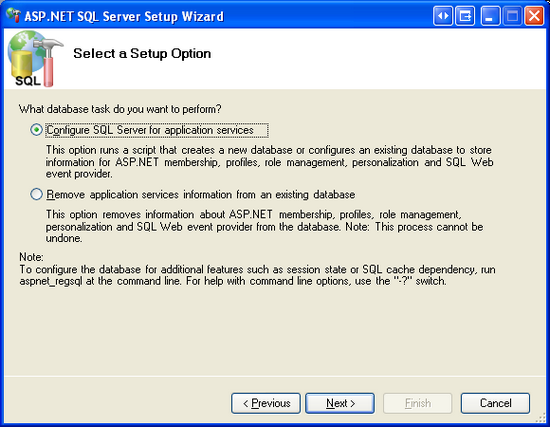 ASP.NET SQL Server Setup Wizard
SQL
Select a Setup Option
What database task do you want to perform?
Configure SQL Server for application services
This option runs a script that creates a new database or configures an existing database to store
information for ASP.NET membership, profiles, role management, personalization and SQL Web
event provider.
Remove application services information from an existing database
This option removes information about ASP.NET membership, profiles, role management,
personalization and SQL Web event provider from the database. Note: This process cannot be
undone.
Note:
To configure the database for additional features such as session state or SQL cache dependency, run
aspnet_regsql at the command line. For help with command line options, use the "-?" switch.
< Previous
Next >
Finish
Cancel